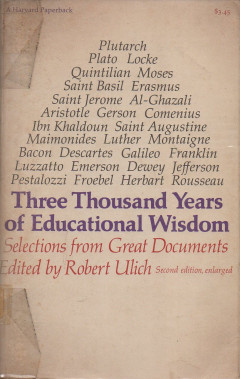 A Harvard Paperback
$5.45
Plutarch
Plato Locke
Quintilian Moses
Saint Basil Erasmus
Saint Jerome Al-Ghazali
Aristotle Gerson Comenius
Ibn Khaldoun Saint Augustine
Maimonides Luther Montaigne
Bacon Descartes Galileo Franklin
Luzzatto Emerson Dewey Jefferson
Pestalozzi Froebel Herbart Rousseau
Three Thousand Years
of Educational Wisdom
Selections from Great Documents
Edited by Robert Ulich Second edition, enlarged